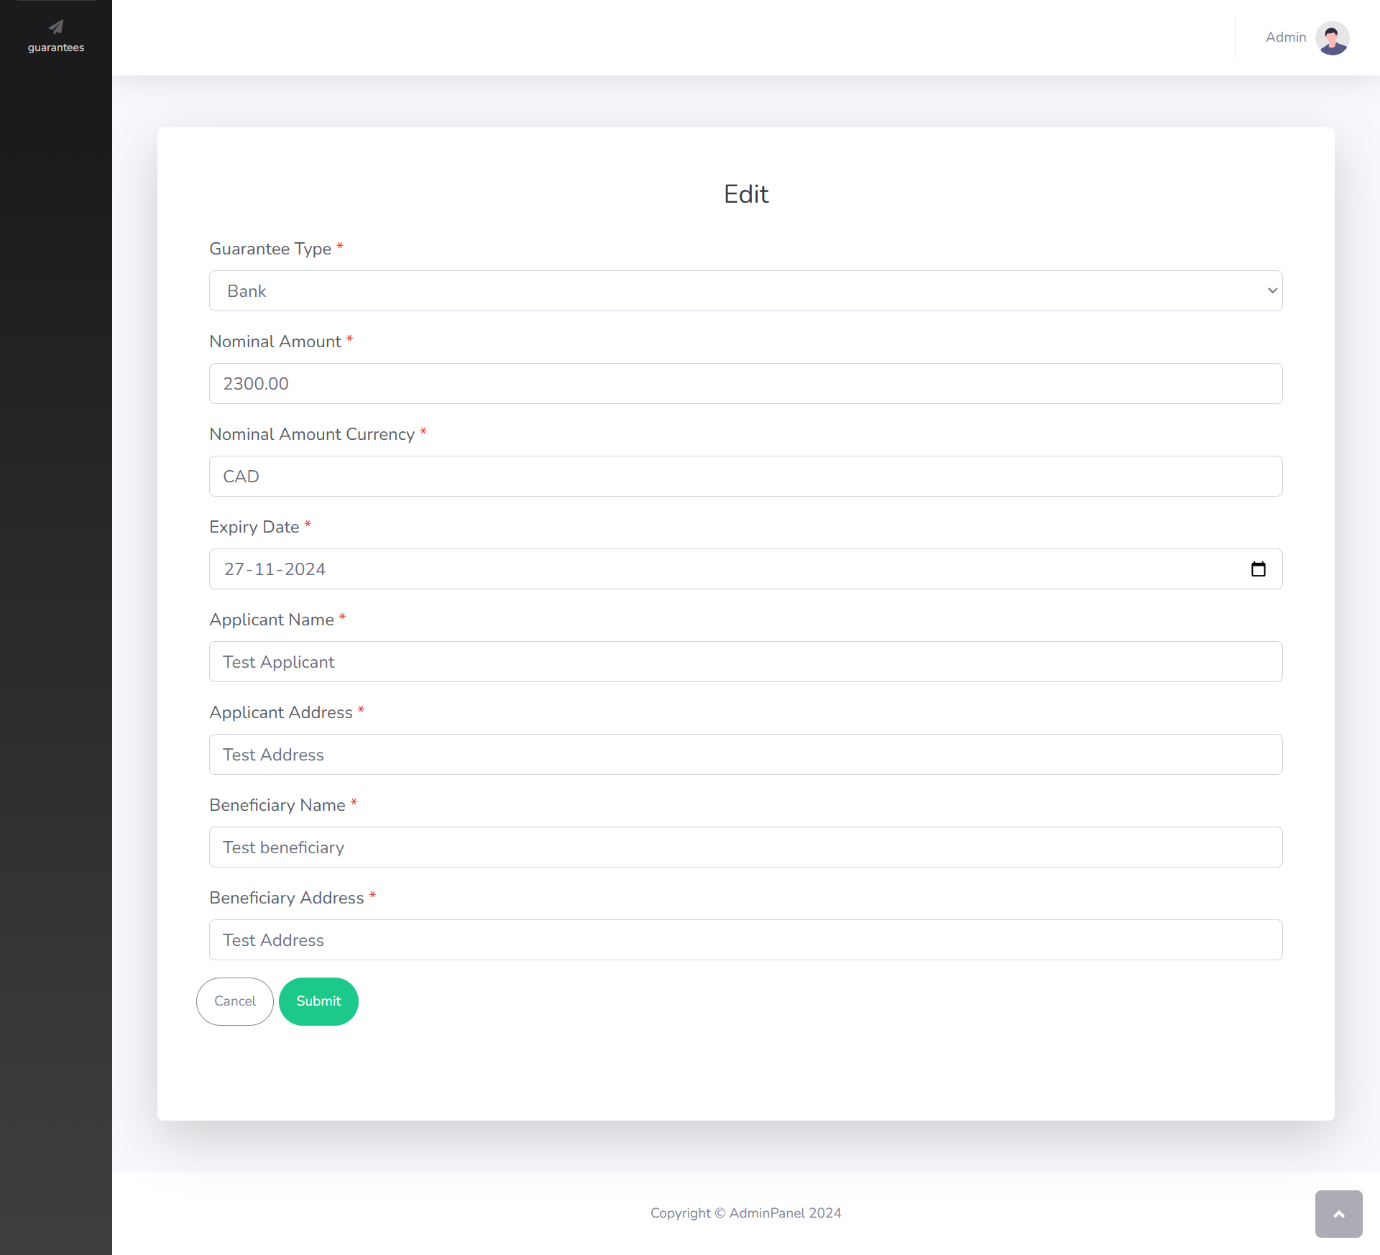 guarantees
Admin
Edit
Guarantee Type *
Bank
Nominal Amount *
2300.00
Nominal Amount Currency *
CAD
Expiry Date *
27-11-2024
Applicant Name *
Test Applicant
Applicant Address *
Test Address
Beneficiary Name *
Test beneficiary
Beneficiary Address *
Test Address
Cancel Submit
Copyright © AdminPanel 2024